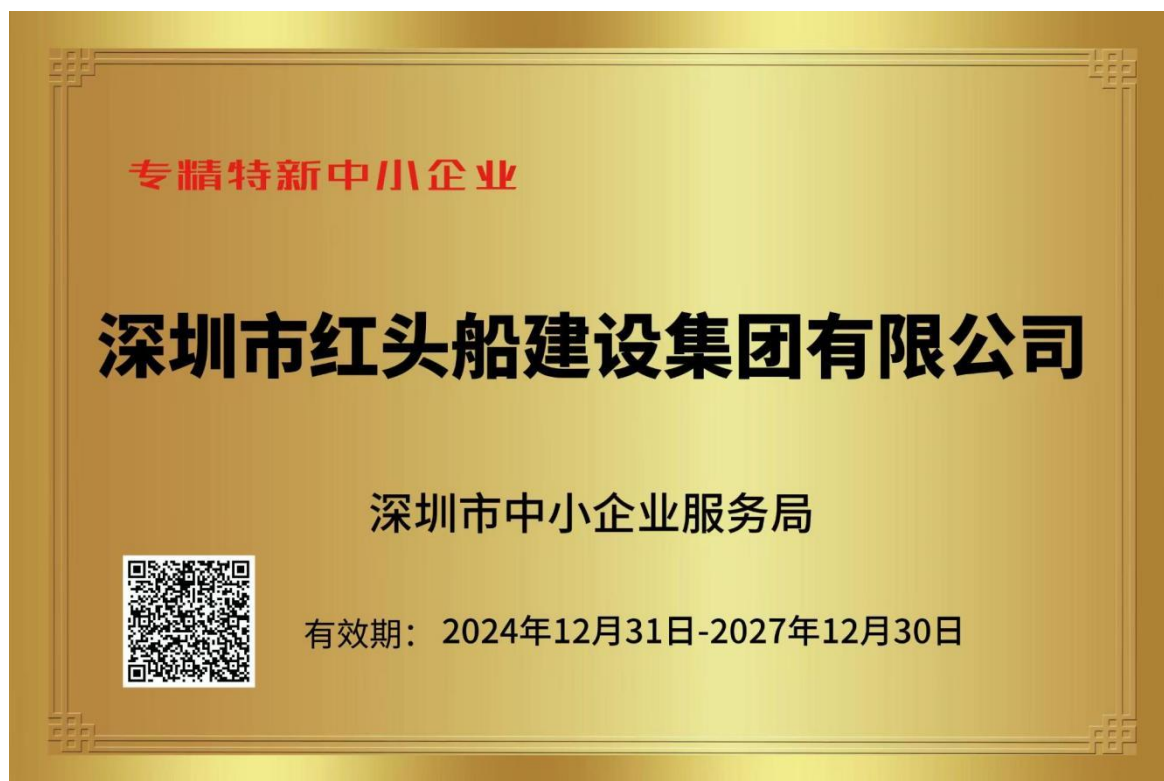 专精特新中小企业
深圳市红头船建设集团有限公司
深圳市中小企业服务局
有效期： 2024年12月31日-2027年12月30日